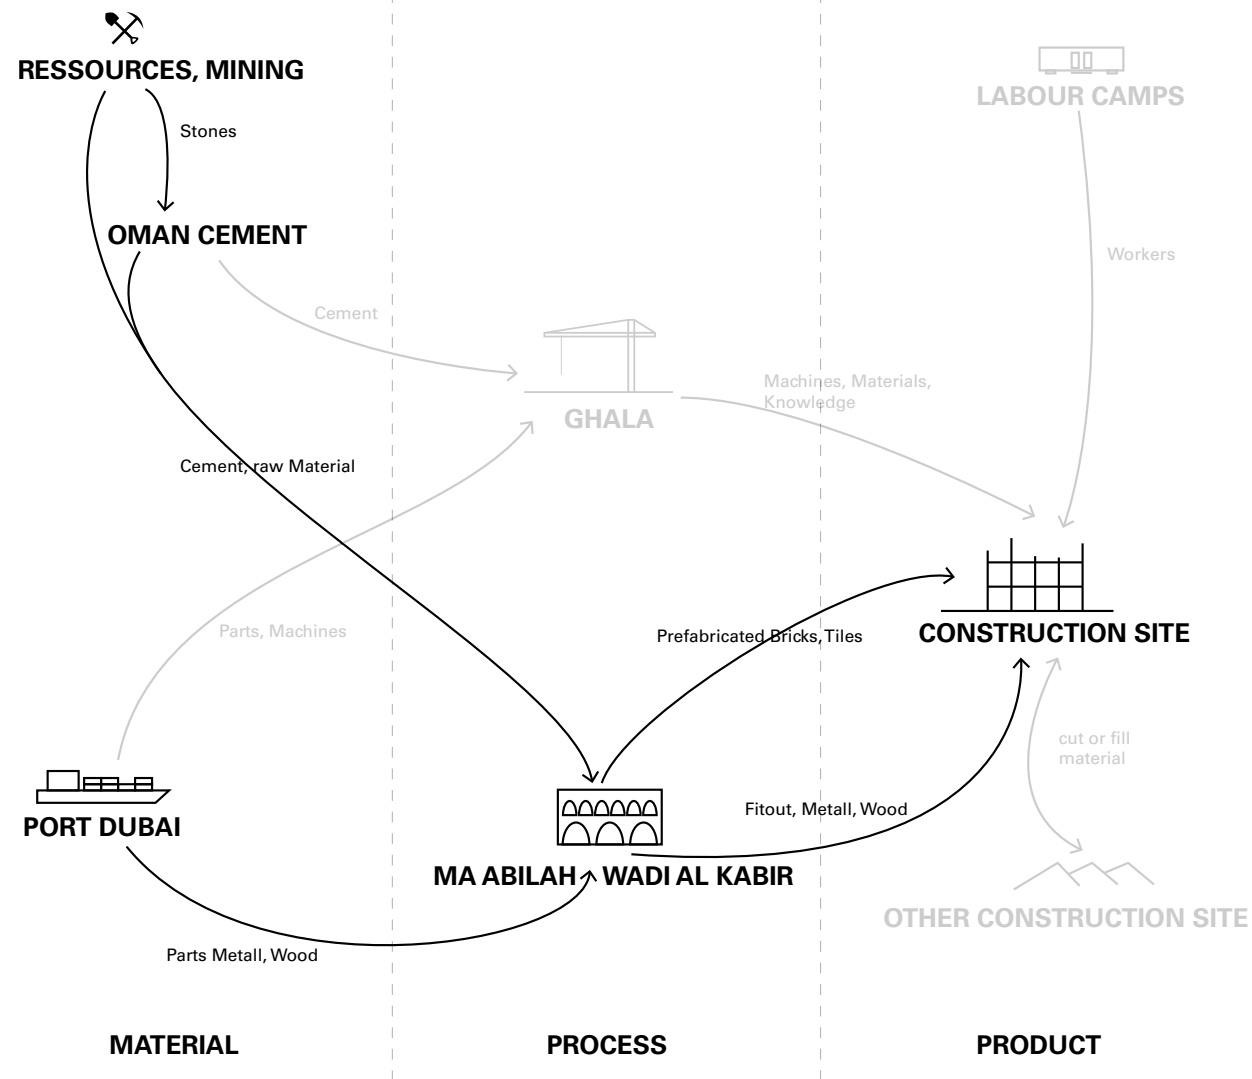 RESSOURCES, MINING
LABOUR CAMPS
Stones
OMAN CEMENT
Workers
Cement
Machines, Materials,
Knowledge
GHALA
Cement, raw Material
Parts, Machines
Prefabricated Bricks, Tiles
CONSTRUCTION SITE
cut or fill
material
PORT DUBAI
Fitout, Metall, Wood
MA ABILAH WADI AL KABIR
OTHER CONSTRUCTION SITE
Parts Metall, Wood
MATERIAL
PROCESS
PRODUCT